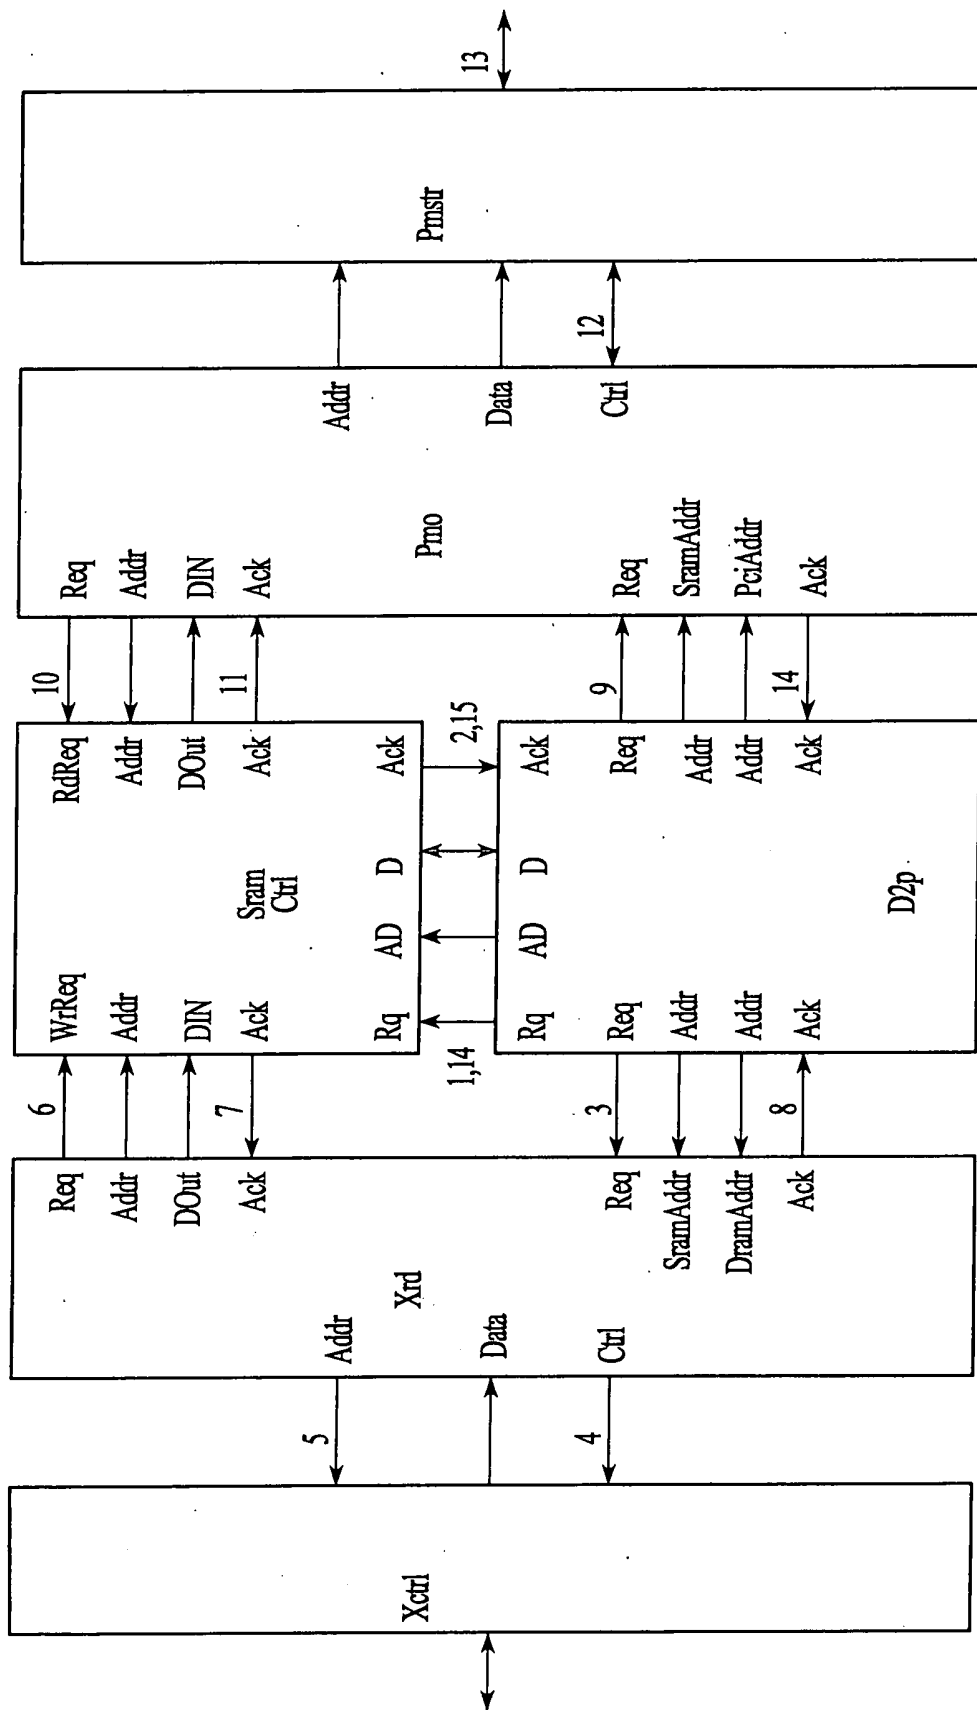 13
Pmstr
12
Addr
Data
Ctrl
Pmo
Req
Addr
DIN
Ack
Req
SramAddr
PciAddr
Ack
10
11
9
14
RdReq
Addr
DOut
Ack
Ack
2,15
Ack
Req
Addr
Addr
Ack
Sram
Ctrl
D
D
AD
AD
D2p
WrReq
Addr
DIN
Ack
Rq
1,14
Rq
Req
Addr
Addr
Ack
6
7
3
8
Req
Addr
DOut
Ack
Req
SramAddr
DramAddr
Ack
Xrd
Addr
Data
Ctrl
5
4
Xctrl